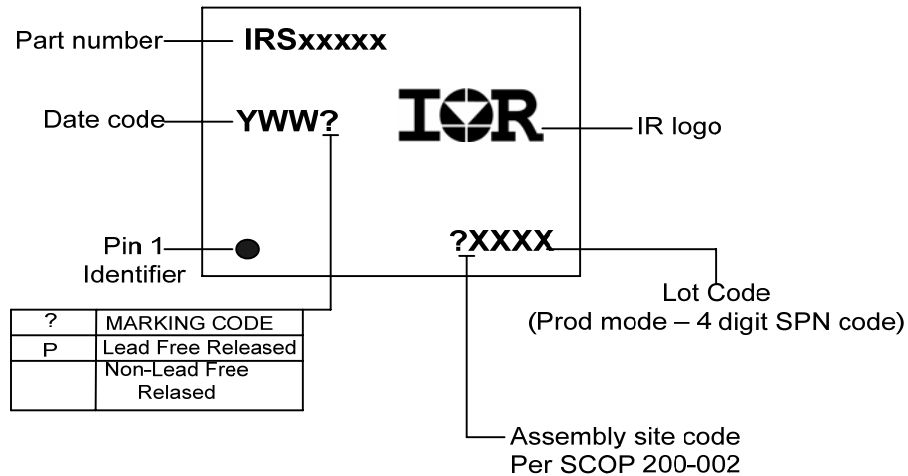 Part number
IRSxxxxx
Date code
YWW?
IOR
IR logo
Pin 1
Identifier
?XXXX
Lot Code
(Prod mode – 4 digit SPN code)
? MARKING CODE
P Lead Free Released
Non-Lead Free
Relased
Assembly site code
Per SCOP 200-002